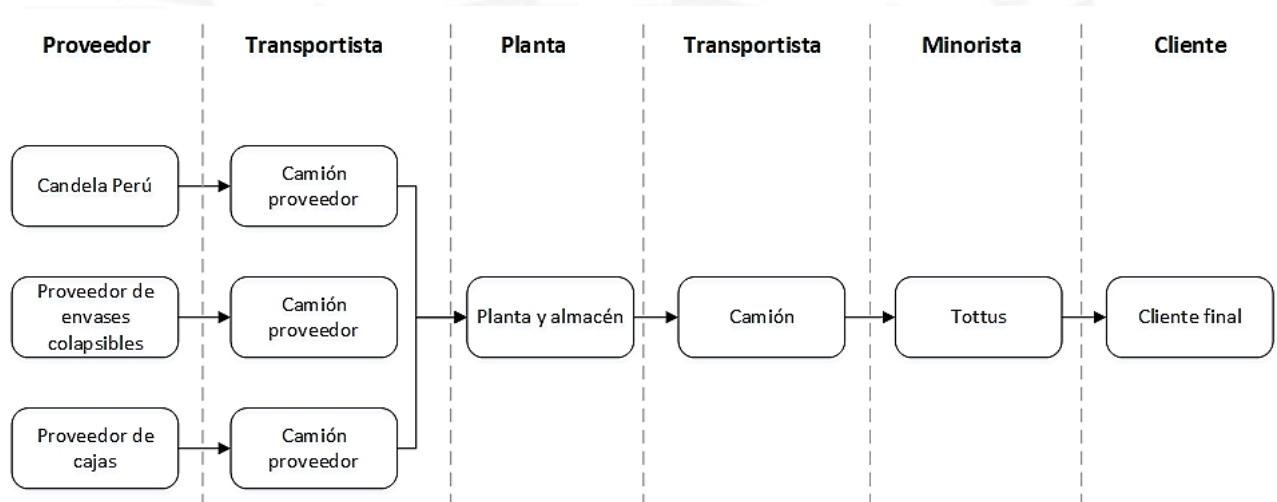 Proveedor
Transportista
Planta
Transportista
Minorista
Cliente
Candela Perú
Camión
proveedor
Proveedor de
envases
colapsibles
Camión
proveedor
Planta y almacén
Camión
Tottus
Cliente final
Proveedor de
cajas
Camión
proveedor